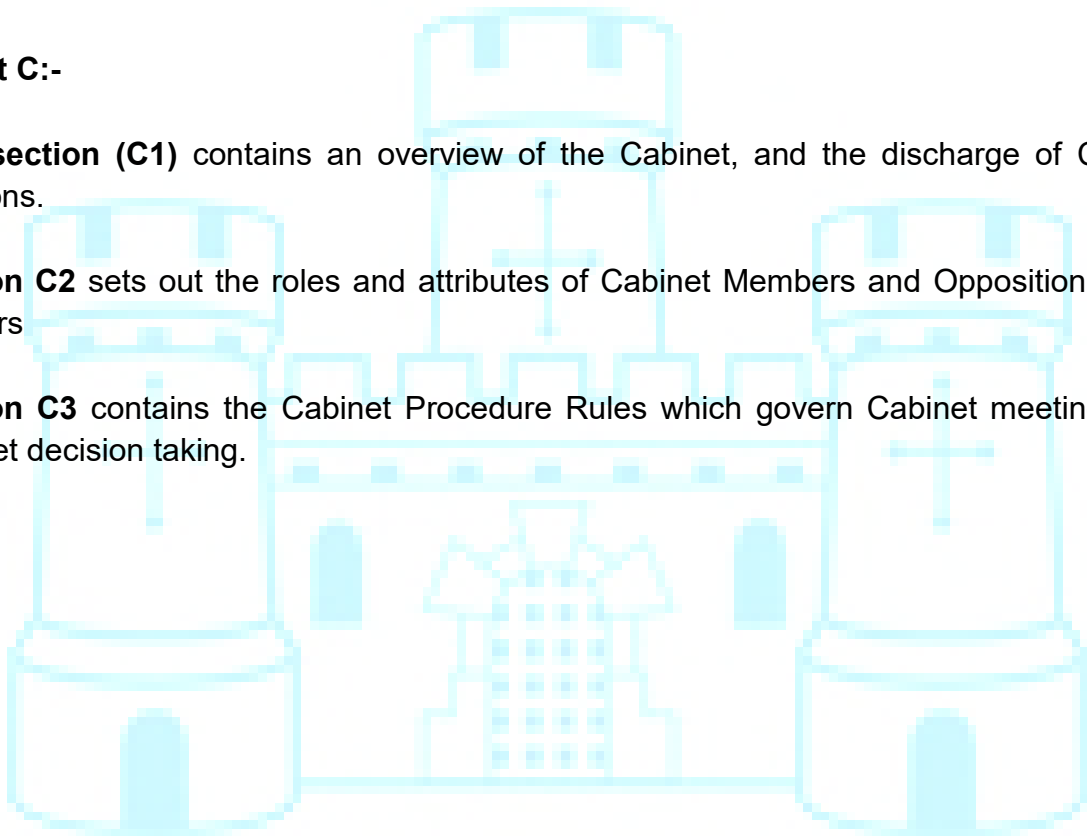 t C:-
section (C1) contains an overview of the Cabinet, and the discharge of C
ons.
on C2 sets out the roles and attributes of Cabinet Members and Opposition
rs
on C3 contains the Cabinet Procedure Rules which govern Cabinet meetin
et decision taking.